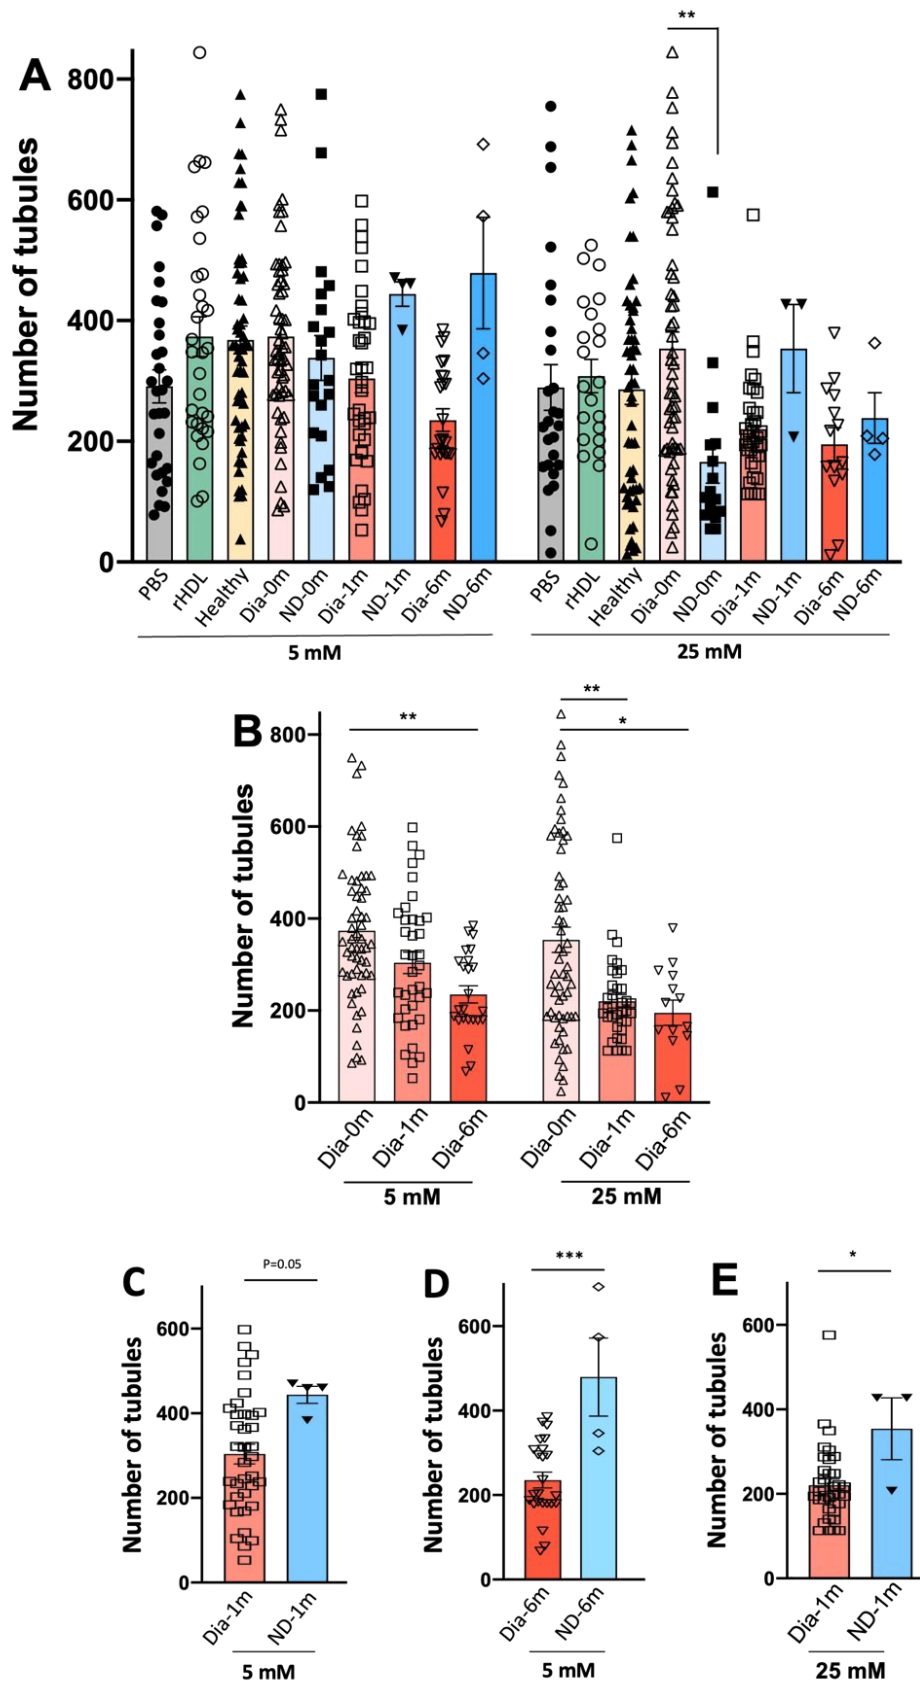 A
**
Number of tubules
800
600
400
200
0
PBS rHDL Healthy Dia-0m ND-0m Dia-1m ND-1m Dia-6m ND-6m PBS rHDL Healthy Dia-0m ND-0m Dia-1m ND-1m Dia-6m ND-6m
5 mM 25 mM
B
** ** *
Number of tubules
800
600
400
200
0
Dia-0m Dia-1m Dia-6m Dia-0m Dia-1m Dia-6m
5 mM 25 mM
C
P=0.05
Number of tubules
600
400
200
0
Dia-1m ND-1m
5 mM
D
***
Number of tubules
600
400
200
0
Dia-6m ND-6m
5 mM
E
*
Number of tubules
600
400
200
0
Dia-1m ND-1m
25 mM